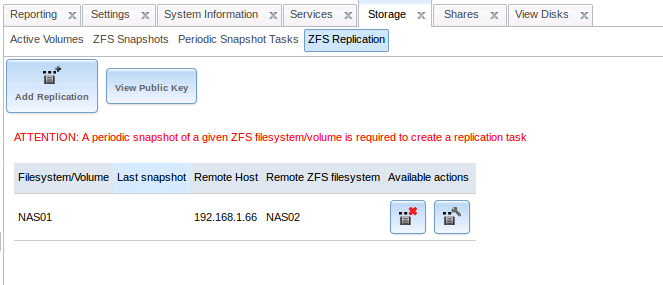 Reporting x Settings x System Information x Services x Storage x Shares x View Disks x
Active Volumes ZFS Snapshots Periodic Snapshot Tasks ZFS Replication
Add Replication View Public Key
ATTENTION: A periodic snapshot of a given ZFS filesystem/volume is required to create a replication task
Filesystem/Volume Last snapshot Remote Host Remote ZFS filesystem Available actions
NAS01 192.168.1.66 NAS02